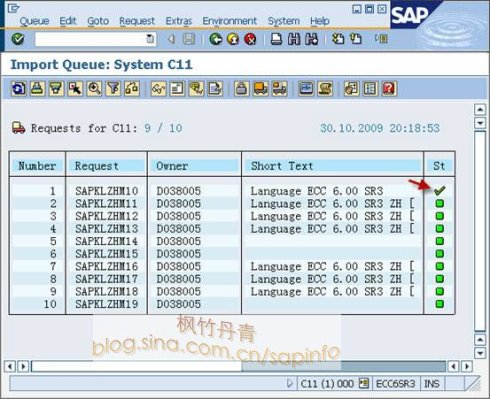 Queue Edit Goto Request Extras Environment System Help
SAP
Import Queue: System C11
Requests for C11: 9 / 10 30.10.2009 20:18:53
Number Request Owner Short Text St
1 SAPKLZHM10 D038005 Language ECC 6.00 SR3
2 SAPKLZHM11 D038005 Language ECC 6.00 SR3 ZH [
3 SAPKLZHM12 D038005 Language ECC 6.00 SR3 ZH [
4 SAPKLZHM13 D038005 Language ECC 6.00 SR3 ZH [
5 SAPKLZHM14 D038005
6 SAPKLZHM15 D038005
7 SAPKLZHM16 D038005 Language ECC 6.00 SR3 ZH [
8 SAPKLZHM17 D038005 Language ECC 6.00 SR3 ZH [
9 SAPKLZHM18 D038005 Language ECC 6.00 SR3 ZH [
10 SAPKLZHM19 D038005
枫竹丹青
blog.sina.com.cn/sapinfo
C11 (1) 000 ECC6SR3 INS